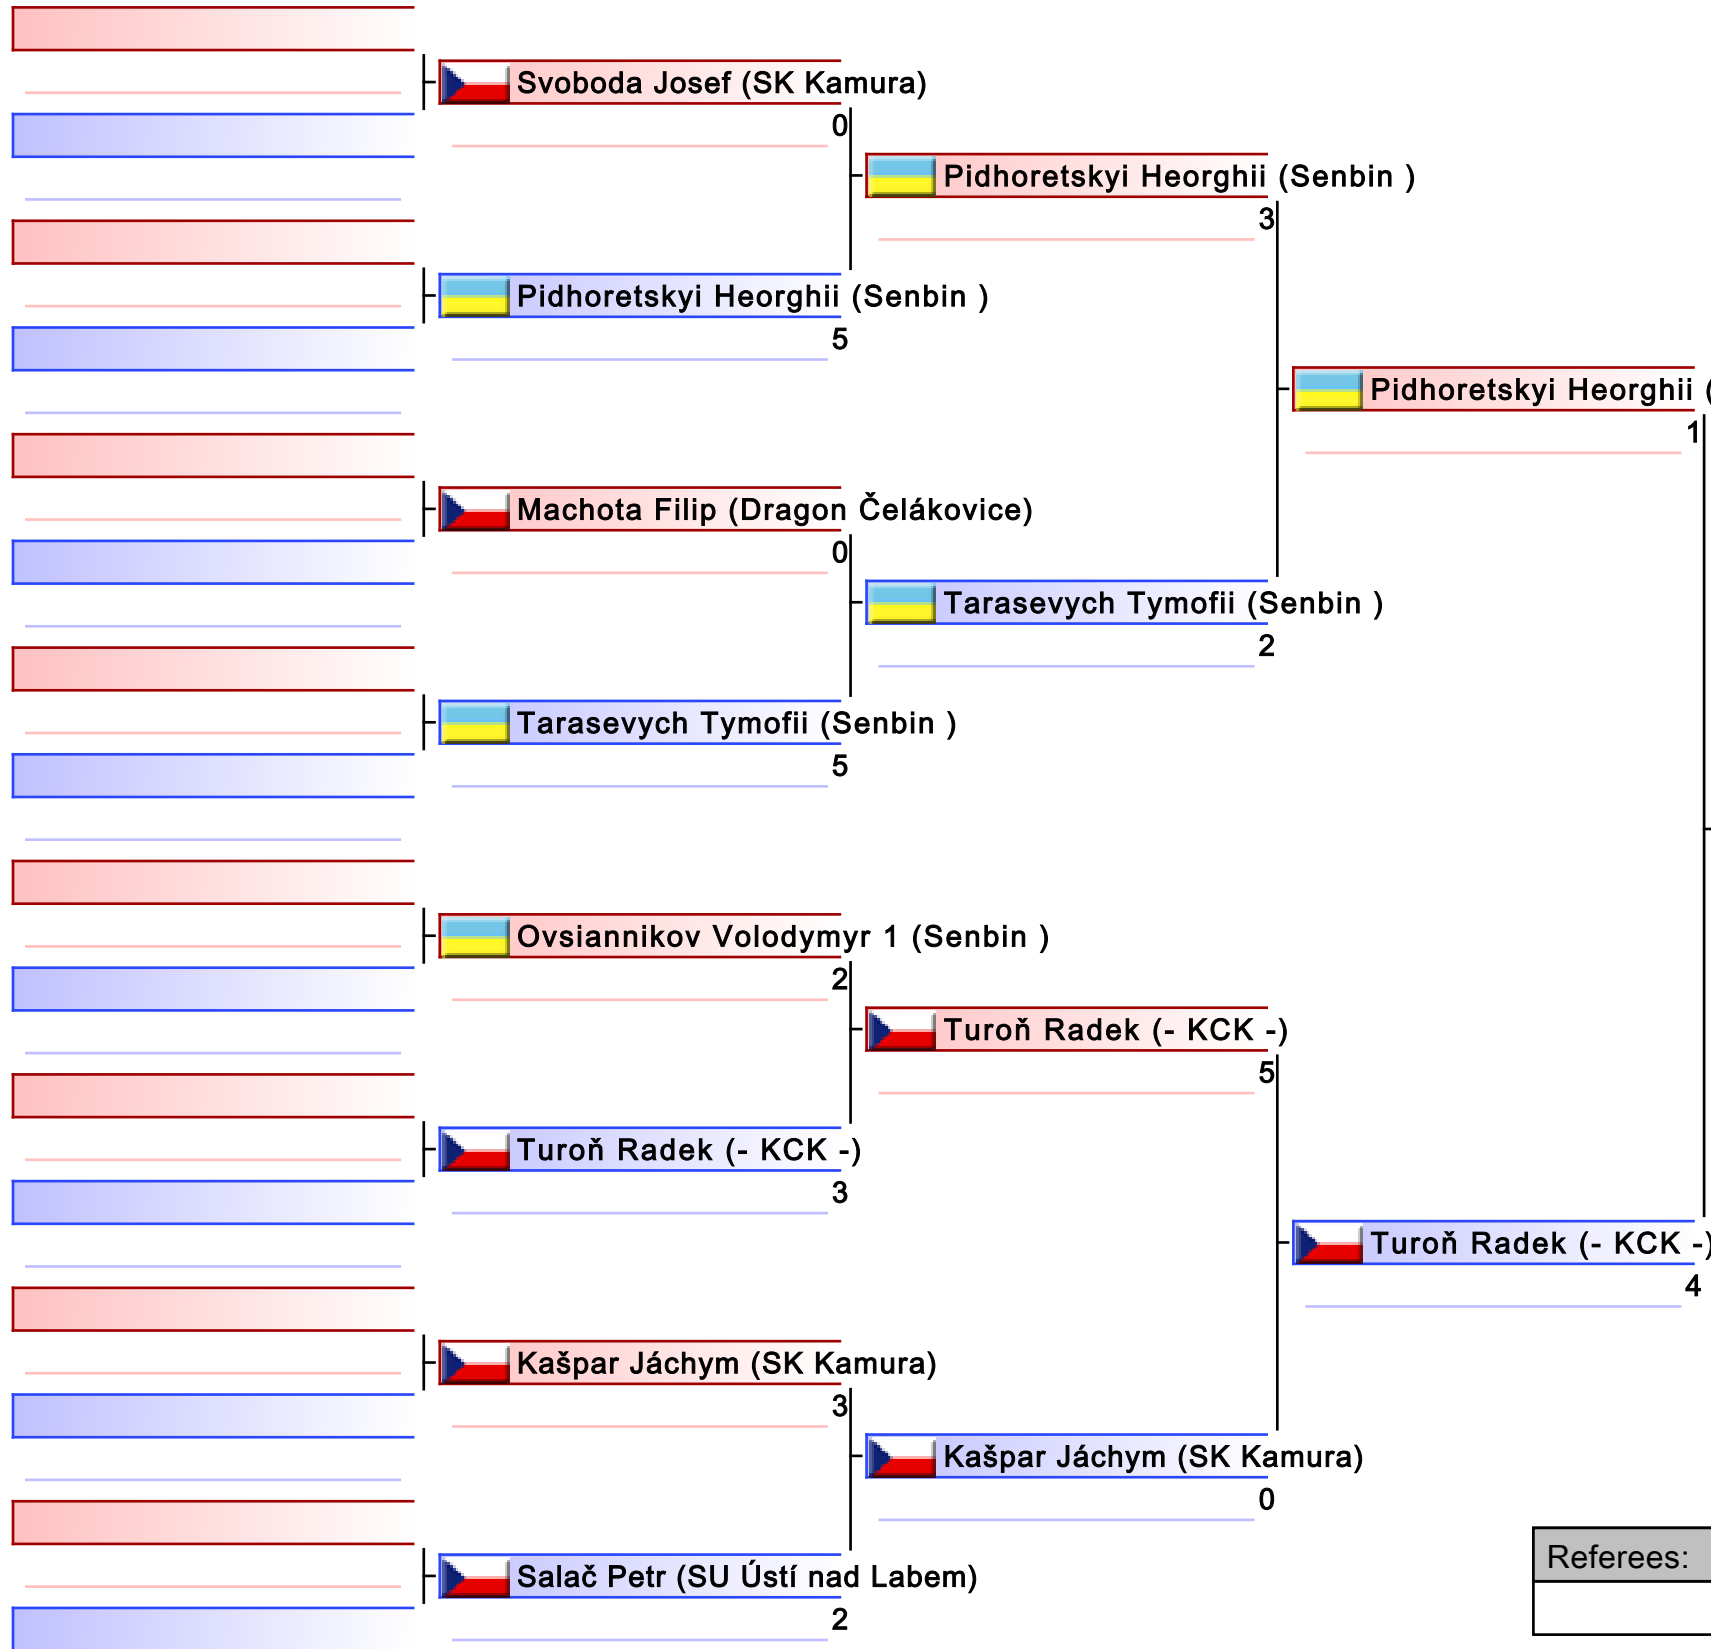 Svoboda Josef (SK Kamura)
0
Pidhoretskyi Heorghii (Senbin )
3
Pidhoretskyi Heorghii (Senbin )
5
Pidhoretskyi Heorghii (
1
Machota Filip (Dragon Čelákovice)
0
Tarasevych Tymofii (Senbin )
2
Tarasevych Tymofii (Senbin )
5
Ovsiannikov Volodymyr 1 (Senbin )
2
Turoň Radek (- KCK -)
5
Turoň Radek (- KCK -)
3
Turoň Radek (- KCK -)
4
Kašpar Jáchym (SK Kamura)
3
Kašpar Jáchym (SK Kamura)
0
Referees:
Salač Petr (SU Ústí nad Labem)
2